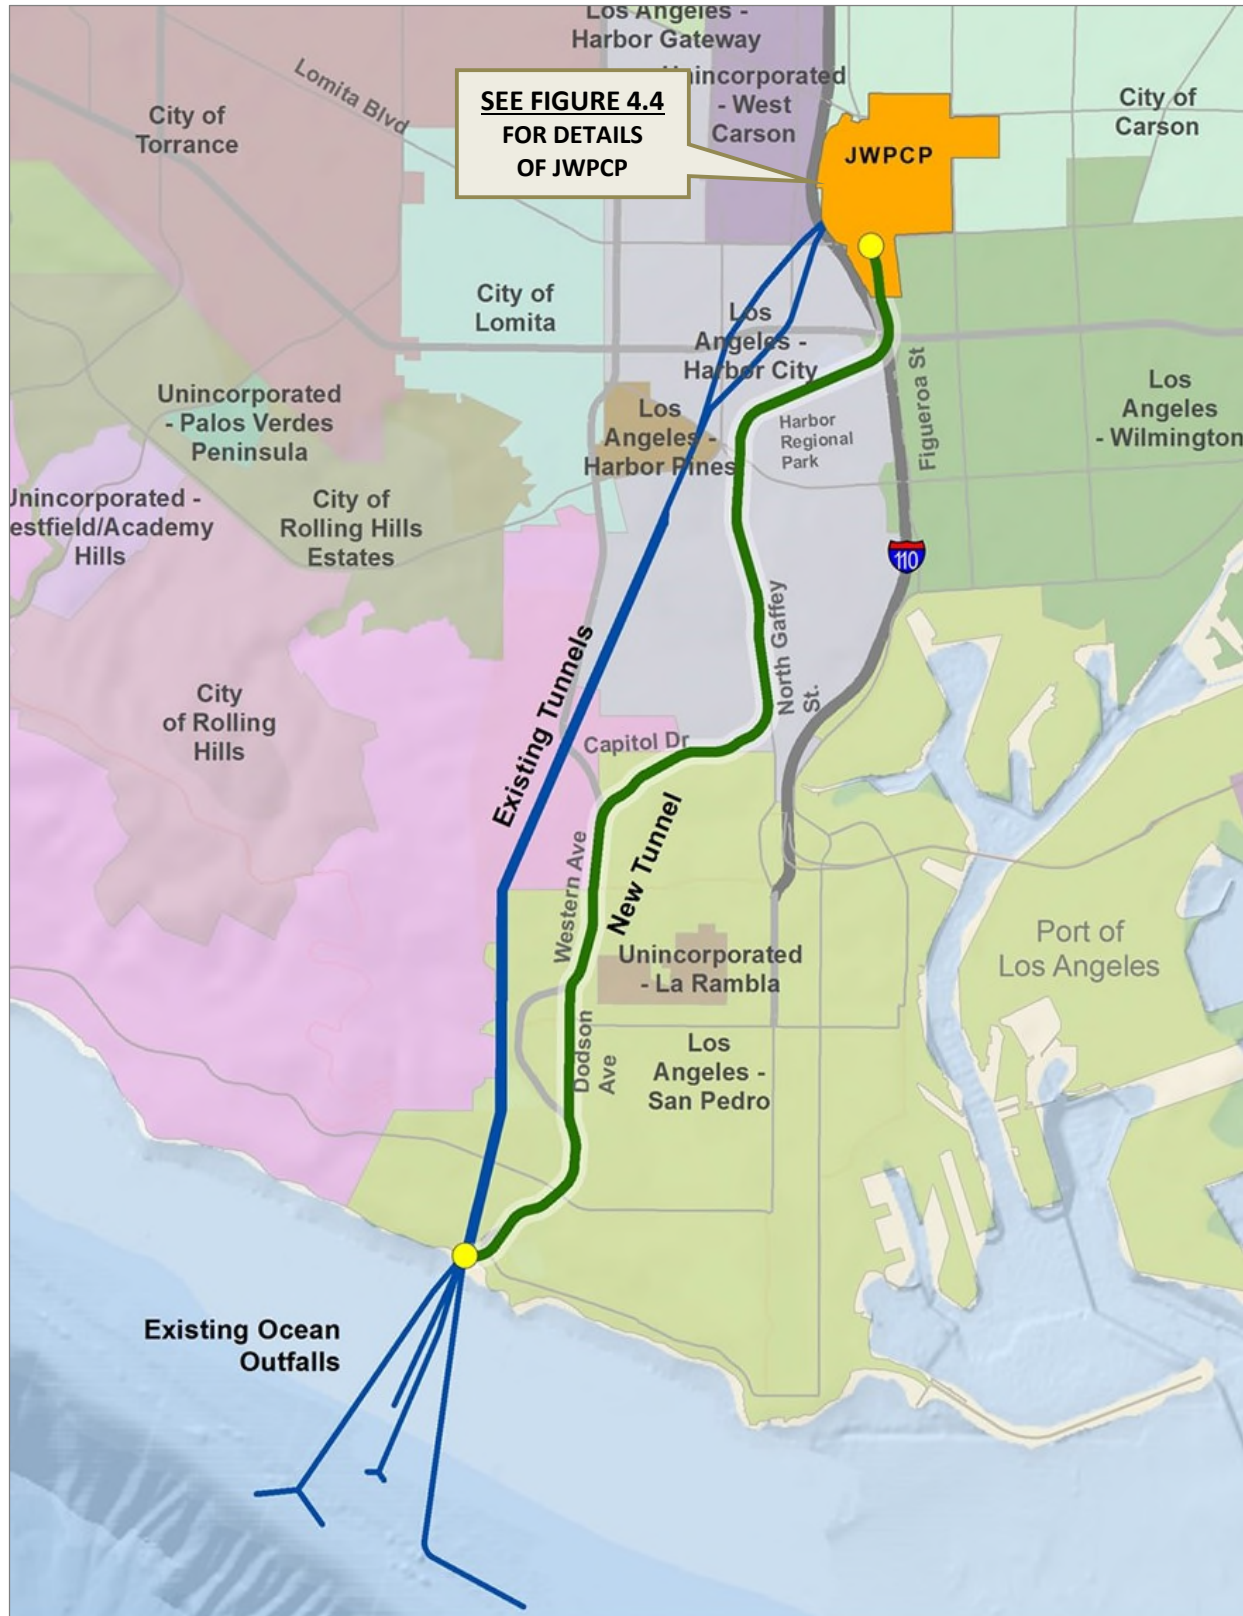 Los Angeles -
Harbor Gateway
Unincorporated
- West
Carson
City of
Carson
City of
Torrance
Lomita Blvd
SEE FIGURE 4.4
FOR DETAILS
OF JWPCP
JWPCP
City of
Lomita
Los
Angeles -
Harbor City
Figueroa St
Unincorporated
- Palos Verdes
Peninsula
Los
Angeles -
Harbor Pines
Harbor
Regional
Park
Los
Angeles
- Wilmington
Unincorporated -
estfield/Academy
Hills
City of
Rolling Hills
Estates
110
North Gaffey
St.
Existing Tunnels
City
of Rolling
Hills
Capitol Dr
New Tunnel
Western Ave
Unincorporated
- La Rambla
Port of
Los Angeles
Dodson
Ave
Los
Angeles -
San Pedro
Existing Ocean
Outfalls